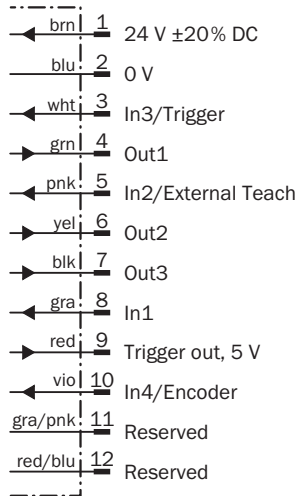 brn 1 24 V ±20% DC
blu 2 0 V
wht 3 In3/Trigger
grn 4 Out1
pnk 5 In2/External Teach
yel 6 Out2
blk 7 Out3
gra 8 In1
red 9 Trigger out, 5 V
vio 10 In4/Encoder
gra/pnk 11 Reserved
red/blu 12 Reserved